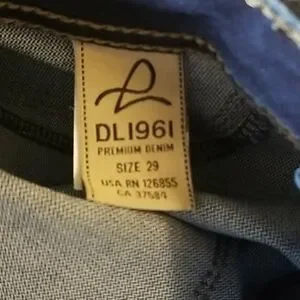 DL1961
PREMIUM DENIM
SIZE 29
USA RN 126855
CA 37584